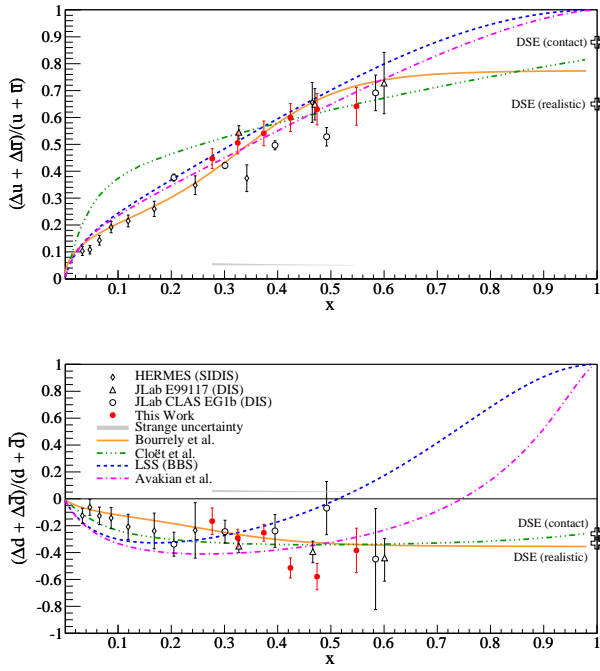 (Δu + Δu̅)/(u + u̅)
1
0.9
0.8
0.7
0.6
0.5
0.4
0.3
0.2
0.1
0
DSE (contact)
DSE (realistic)
0.1 0.2 0.3 0.4 0.5 0.6 0.7 0.8 0.9 1
x
(Δd + Δd̅)/(d + d̅)
1
0.8
0.6
0.4
0.2
0
-0.2
-0.4
-0.6
-0.8
-1
HERMES (SIDIS)
JLab E99117 (DIS)
JLab CLAS EG1b (DIS)
This Work
Strange uncertainty
Bourrely et al.
Cloët et al.
LSS (BBS)
Avakian et al.
DSE (contact)
DSE (realistic)
0.1 0.2 0.3 0.4 0.5 0.6 0.7 0.8 0.9 1
x